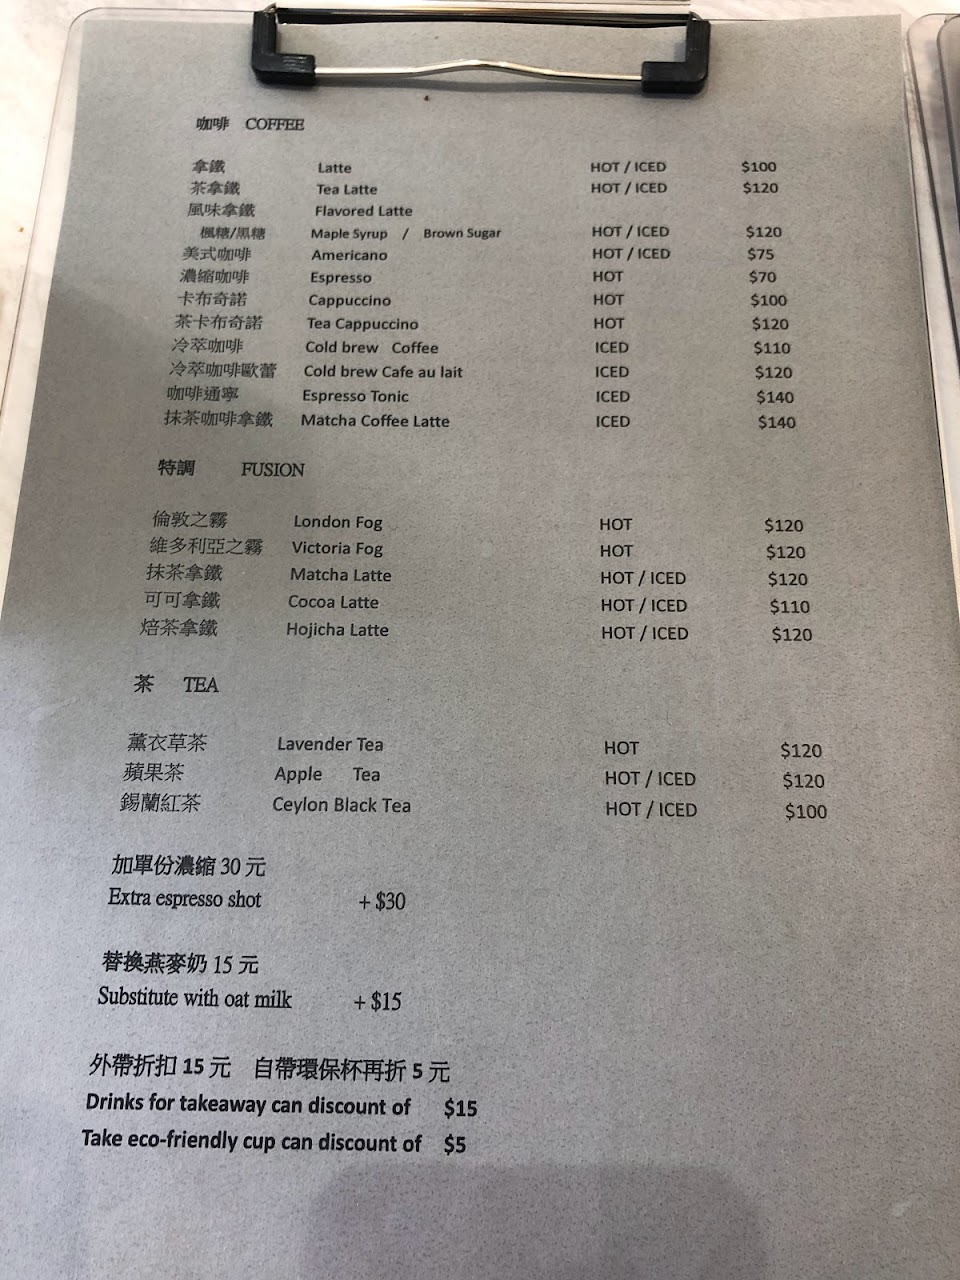 咖啡 COFFEE
拿鐵 Latte HOT / ICED $100
茶拿鐵 Tea Latte HOT / ICED $120
風味拿鐵 Flavored Latte
楓糖/黑糖 Maple Syrup / Brown Sugar HOT / ICED $120
美式咖啡 Americano HOT / ICED $75
濃縮咖啡 Espresso HOT $70
卡布奇諾 Cappuccino HOT $100
茶卡布奇諾 Tea Cappuccino HOT $120
冷萃咖啡 Cold brew Coffee ICED $110
冷萃咖啡歐蕾 Cold brew Cafe au lait ICED $120
咖啡通寧 Espresso Tonic ICED $140
抹茶咖啡拿鐵 Matcha Coffee Latte ICED $140
特調 FUSION
倫敦之霧 London Fog HOT $120
維多利亞之霧 Victoria Fog HOT $120
抹茶拿鐵 Matcha Latte HOT / ICED $120
可可拿鐵 Cocoa Latte HOT / ICED $110
焙茶拿鐵 Hojicha Latte HOT / ICED $120
茶 TEA
薰衣草茶 Lavender Tea HOT $120
蘋果茶 Apple Tea HOT / ICED $120
錫蘭紅茶 Ceylon Black Tea HOT / ICED $100
加單份濃縮 30 元
Extra espresso shot + $30
替換燕麥奶 15 元
Substitute with oat milk + $15
外帶折扣 15 元 自帶環保杯再折 5 元
Drinks for takeaway can discount of $15
Take eco-friendly cup can discount of $5